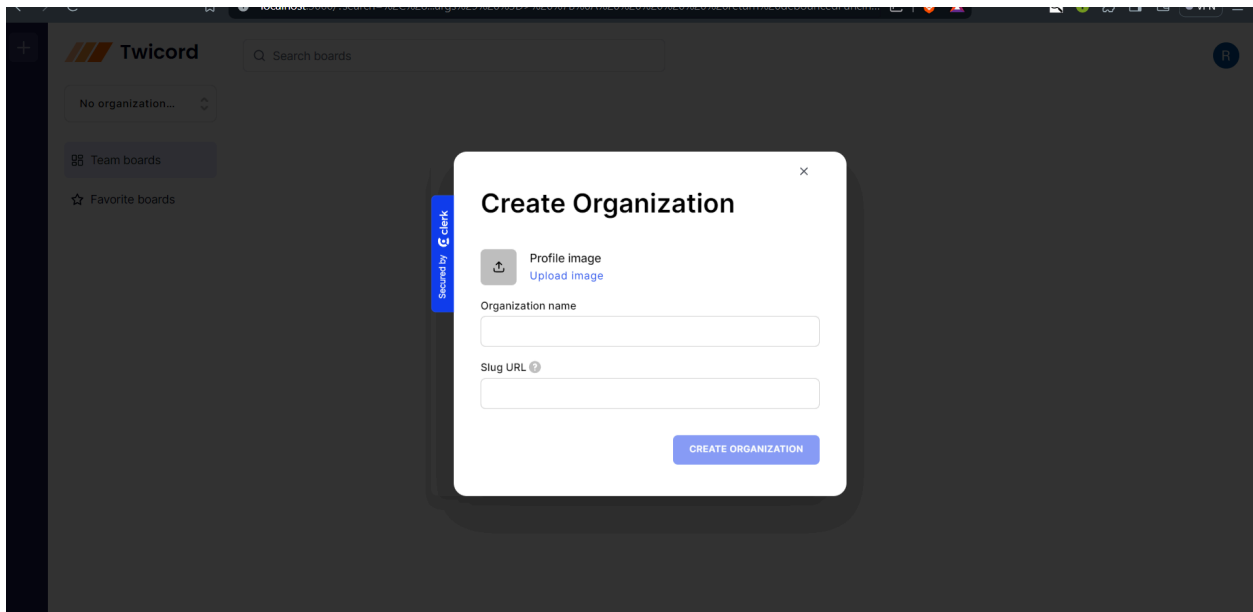 Twicord
Search boards
R
No organization...
Team boards
Favorite boards
Secured by clerk
Create Organization
Profile image
Upload image
Organization name
Slug URL ?
CREATE ORGANIZATION